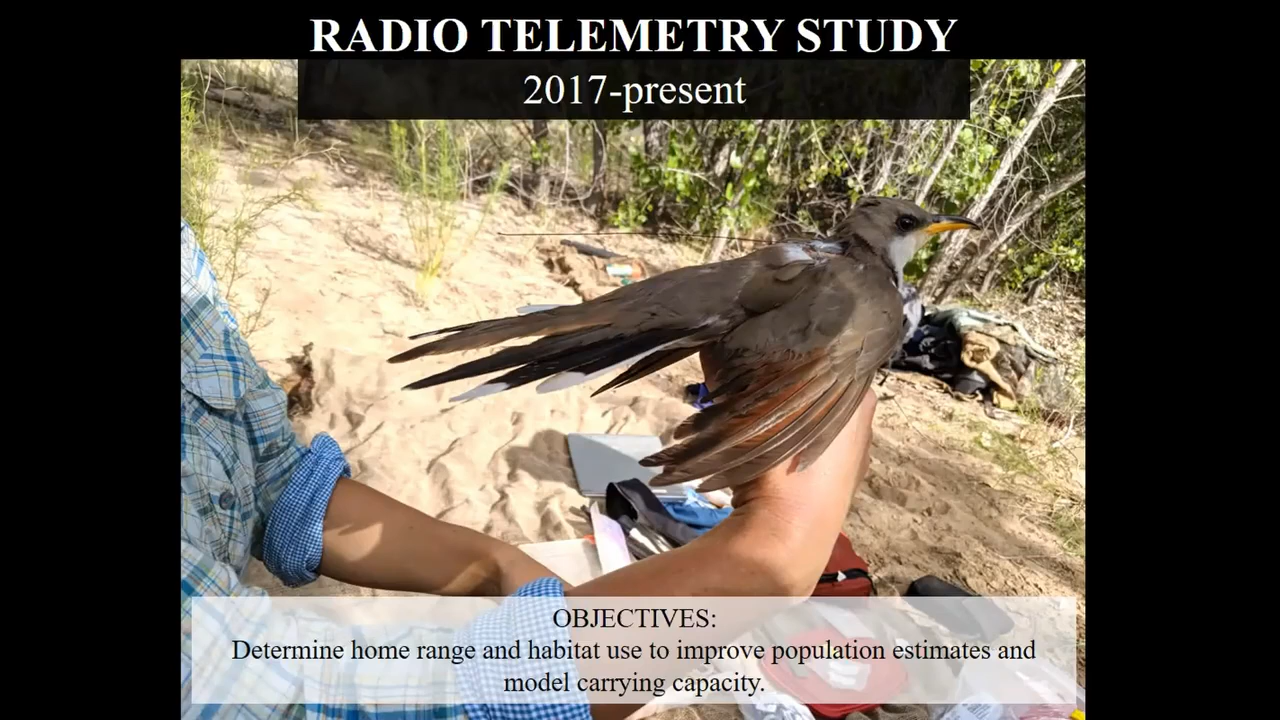 RADIO TELEMETRY STUDY
2017-present
OBJECTIVES:
Determine home range and habitat use to improve population estimates and
model carrying capacity.